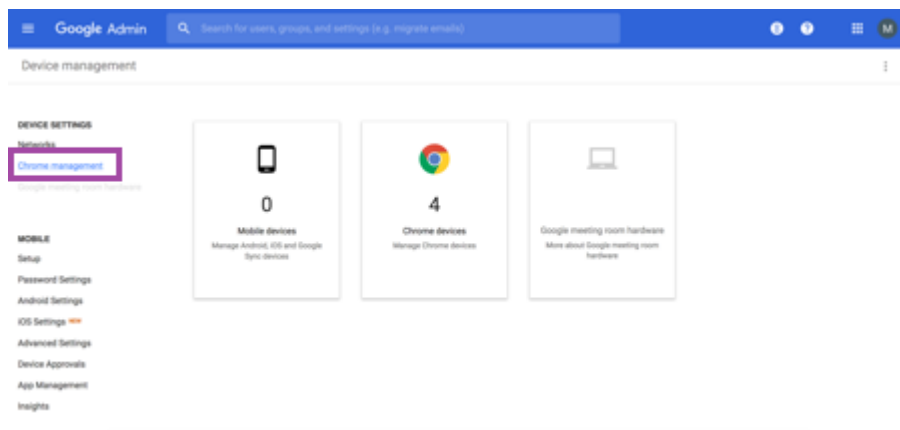 Google Admin
Search for users, groups, and settings (e.g. migrate emails)
M
Device management
DEVICE SETTINGS
Networks
Chrome management
Google meeting room hardware
MOBILE
Setup
Password Settings
Android Settings
iOS Settings NEW
Advanced Settings
Device Approvals
App Management
Insights
0
Mobile devices
Manage Android, iOS and Google
Sync devices
4
Chrome devices
Manage Chrome devices
Google meeting room hardware
More about Google meeting room
hardware